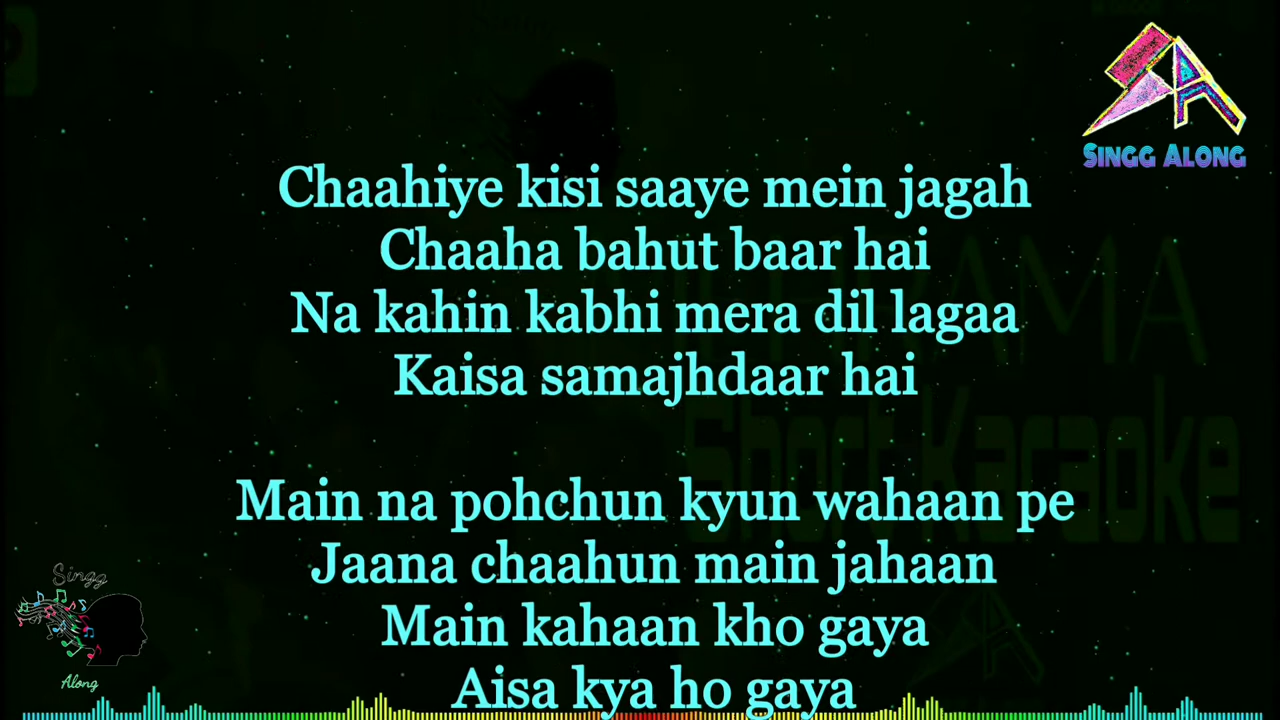 SINGG ALONG
Chaahiye kisi saaye mein jagah
Chaaha bahut baar hai
Na kahin kabhi mera dil lagaa
Kaisa samajhdaar hai
Main na pohchun kyun wahaan pe
Jaana chaahun main jahaan
Main kahaan kho gaya
Aisa kya ho gaya
Singg
Along
Short Karaoke